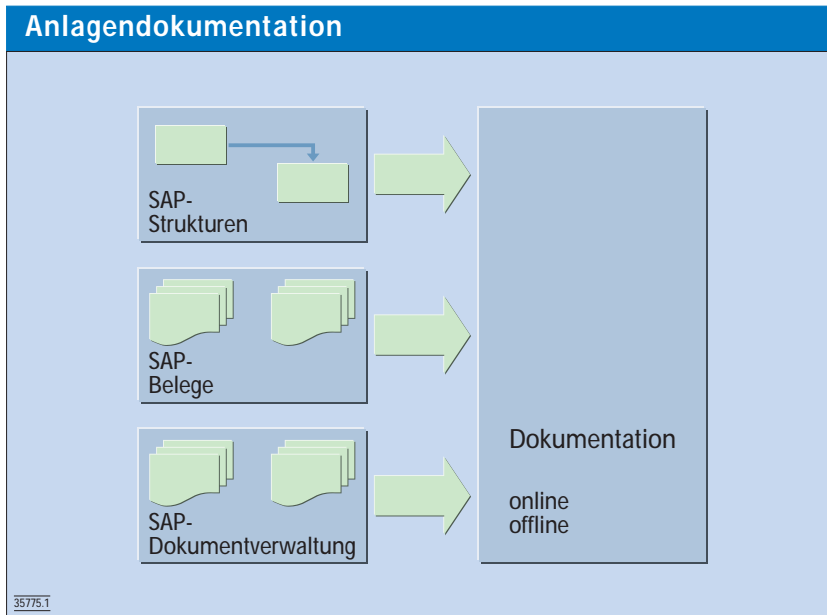 Anlagendokumentation
SAP-
Strukturen
SAP-
Belege
SAP-
Dokumentverwaltung
Dokumentation
online
offline
35775.1